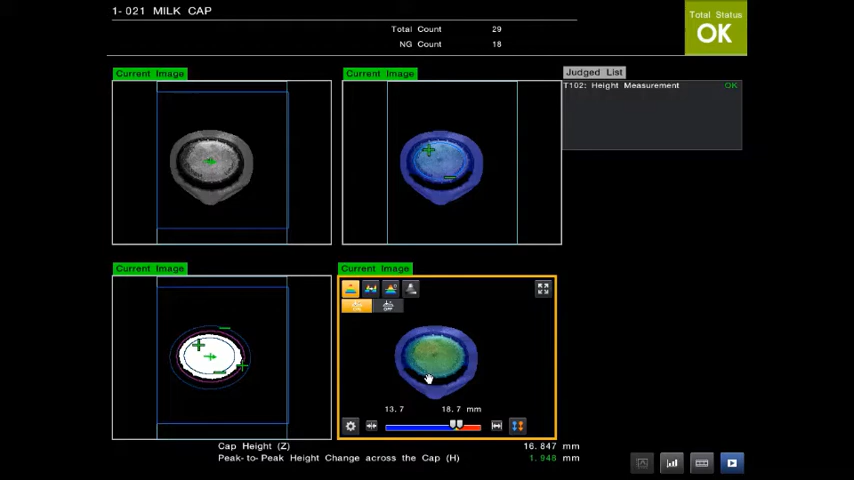 1-021 MILK CAP
Total Count 29
NG Count 18
Total Status
OK
Current Image
Current Image
Judged List
T102: Height Measurement OK
Current Image
Current Image
13.7 18.7 mm
Cap Height (Z) 16.847 mm
Peak-to-Peak Height Change across the Cap (H) 1.948 mm